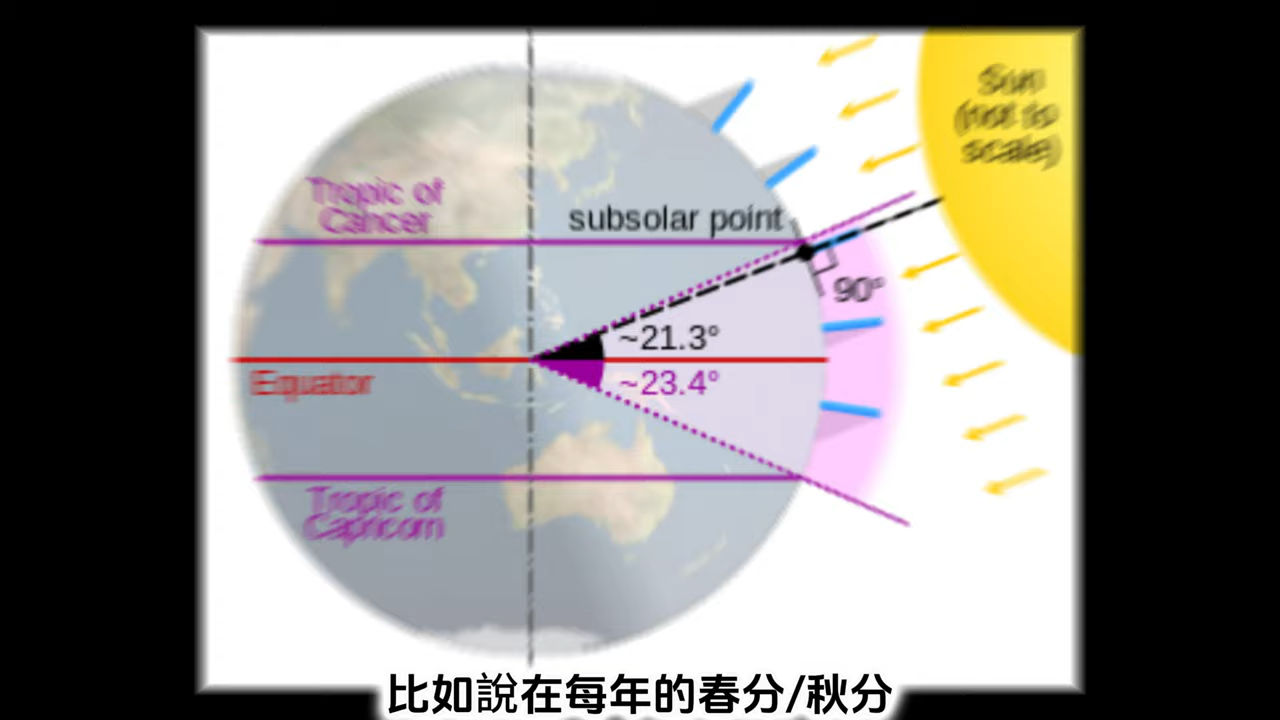 Sun
(not to
scale)
Tropic of
Cancer
subsolar point
90°
~21.3°
Equator
~23.4°
Tropic of
Capricorn
比如說在每年的春分/秋分